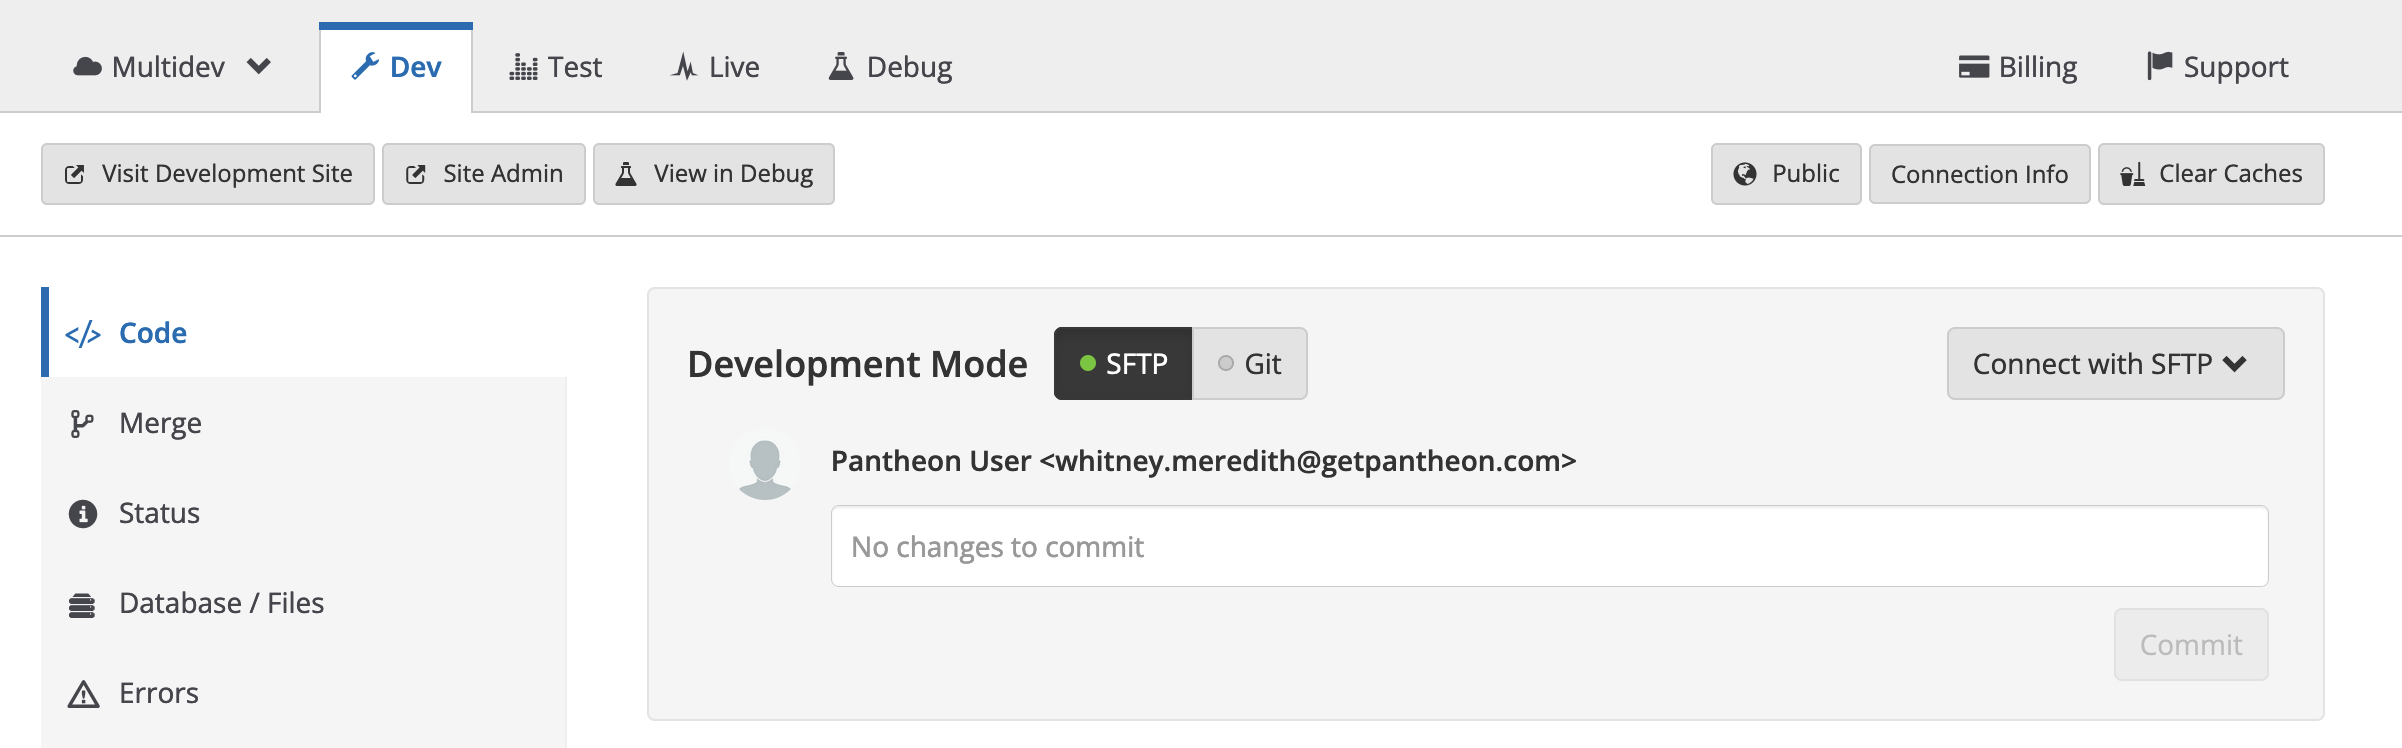 Multidev Dev Test Live Debug Billing Support
Visit Development Site Site Admin View in Debug Public Connection Info Clear Caches
Code
Merge
Status
Database / Files
Errors
Development Mode SFTP Git Connect with SFTP
Pantheon User <whitney.meredith@getpantheon.com>
No changes to commit
Commit